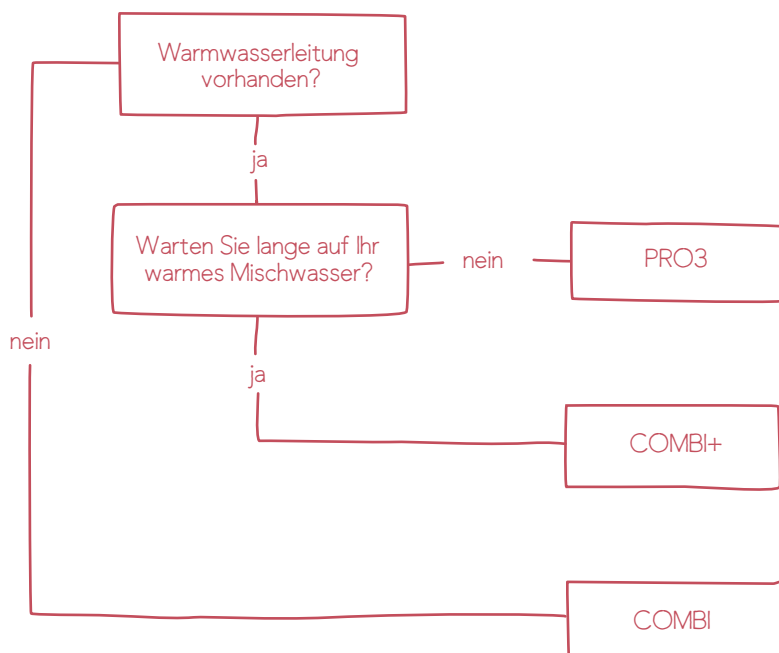 Warmwasserleitung
vorhanden?
ja
Warten Sie lange auf Ihr
warmes Mischwasser?
nein
PRO3
nein
ja
COMBI+
COMBI